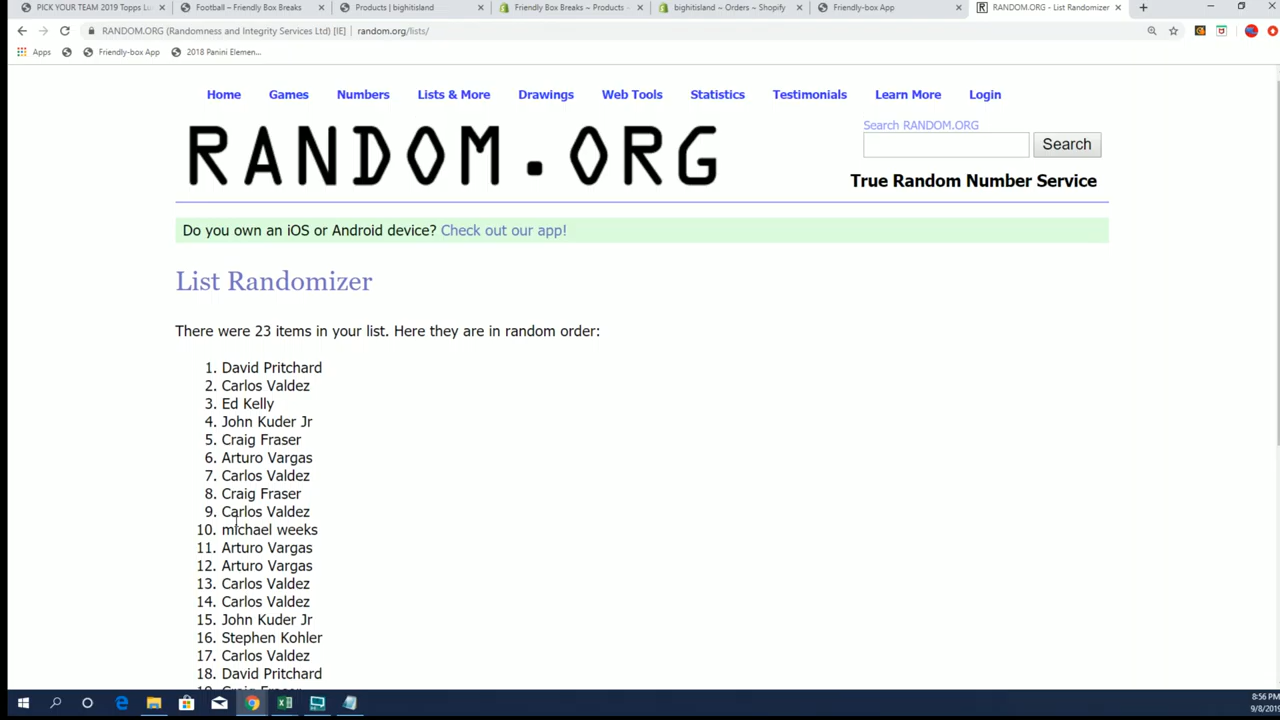 PICK YOUR TEAM 2019 Topps Lu
Football – Friendly Box Breaks
Products | bighitisland
Friendly Box Breaks ~ Products -
bighitisland ~ Orders ~ Shopify
Friendly-box App
RANDOM.ORG - List Randomizer
RANDOM.ORG (Randomness and Integrity Services Ltd) [IE] | random.org/lists/
Apps
Friendly-box App
2018 Panini Elemen...
Home Games Numbers Lists & More Drawings Web Tools Statistics Testimonials Learn More Login
RANDOM.ORG
Search RANDOM.ORG
Search
True Random Number Service
Do you own an iOS or Android device? Check out our app!
List Randomizer
There were 23 items in your list. Here they are in random order:
1. David Pritchard
2. Carlos Valdez
3. Ed Kelly
4. John Kuder Jr
5. Craig Fraser
6. Arturo Vargas
7. Carlos Valdez
8. Craig Fraser
9. Carlos Valdez
10. michael weeks
11. Arturo Vargas
12. Arturo Vargas
13. Carlos Valdez
14. Carlos Valdez
15. John Kuder Jr
16. Stephen Kohler
17. Carlos Valdez
18. David Pritchard
19. Craig Fraser
8:56 PM
9/8/2019